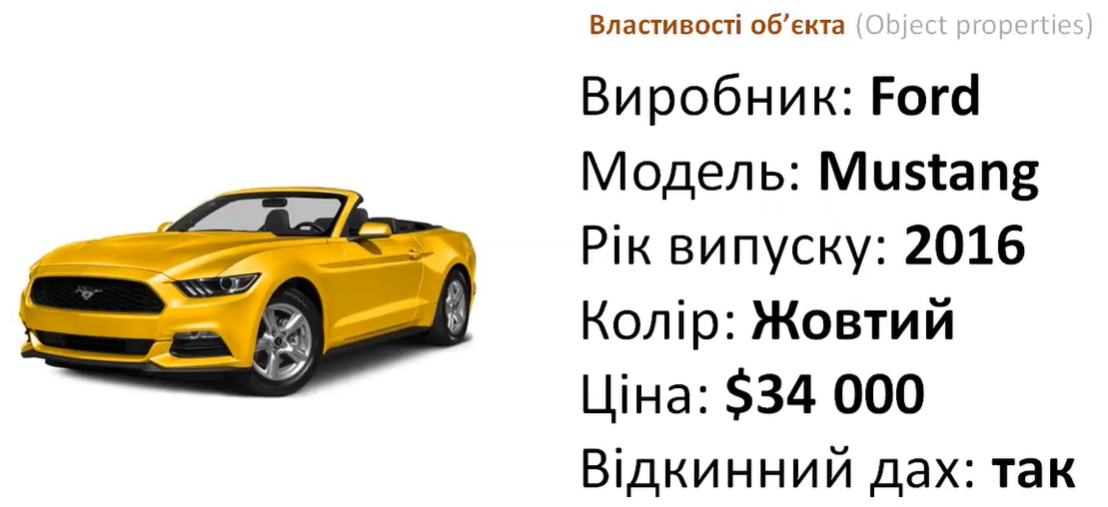 Властивості об’єкта (Object properties)
Виробник: Ford
Модель: Mustang
Рік випуску: 2016
Колір: Жовтий
Ціна: $34 000
Відкинний дах: так